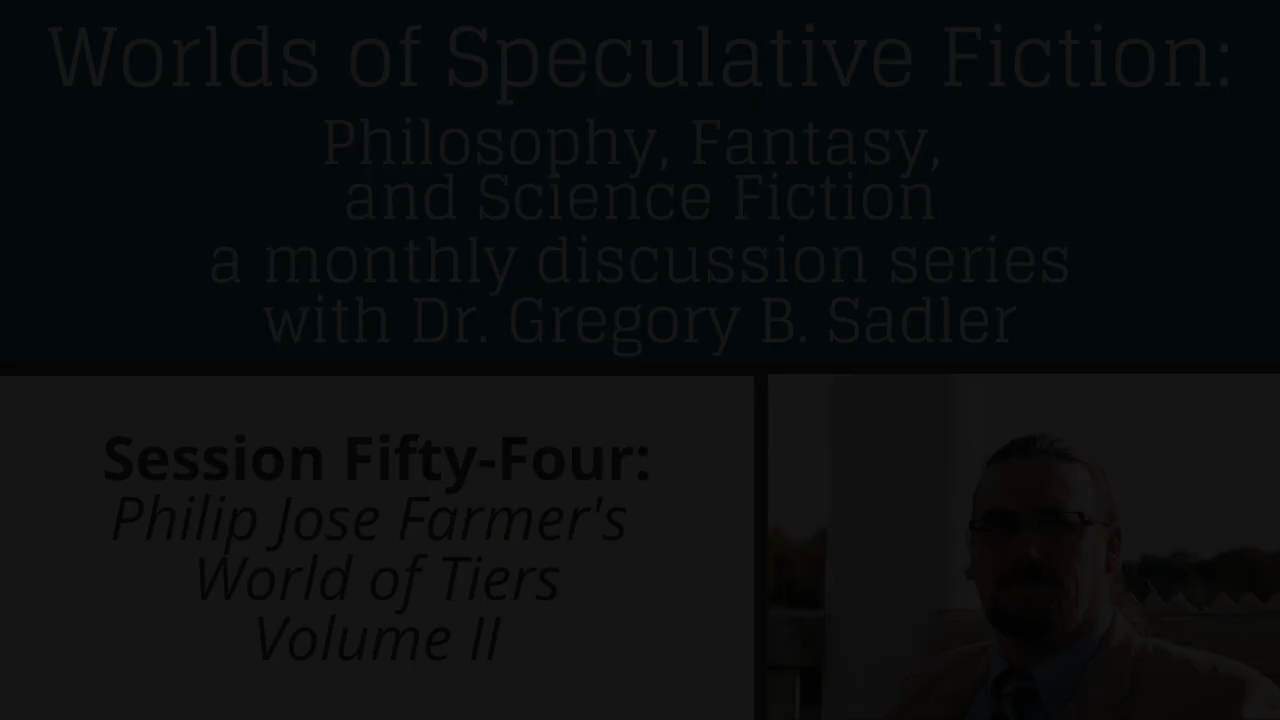 Worlds of Speculative Fiction:
Philosophy, Fantasy,
and Science Fiction
a monthly discussion series
with Dr. Gregory B. Sadler
Session Fifty-Four:
Philip Jose Farmer's
World of Tiers
Volume II